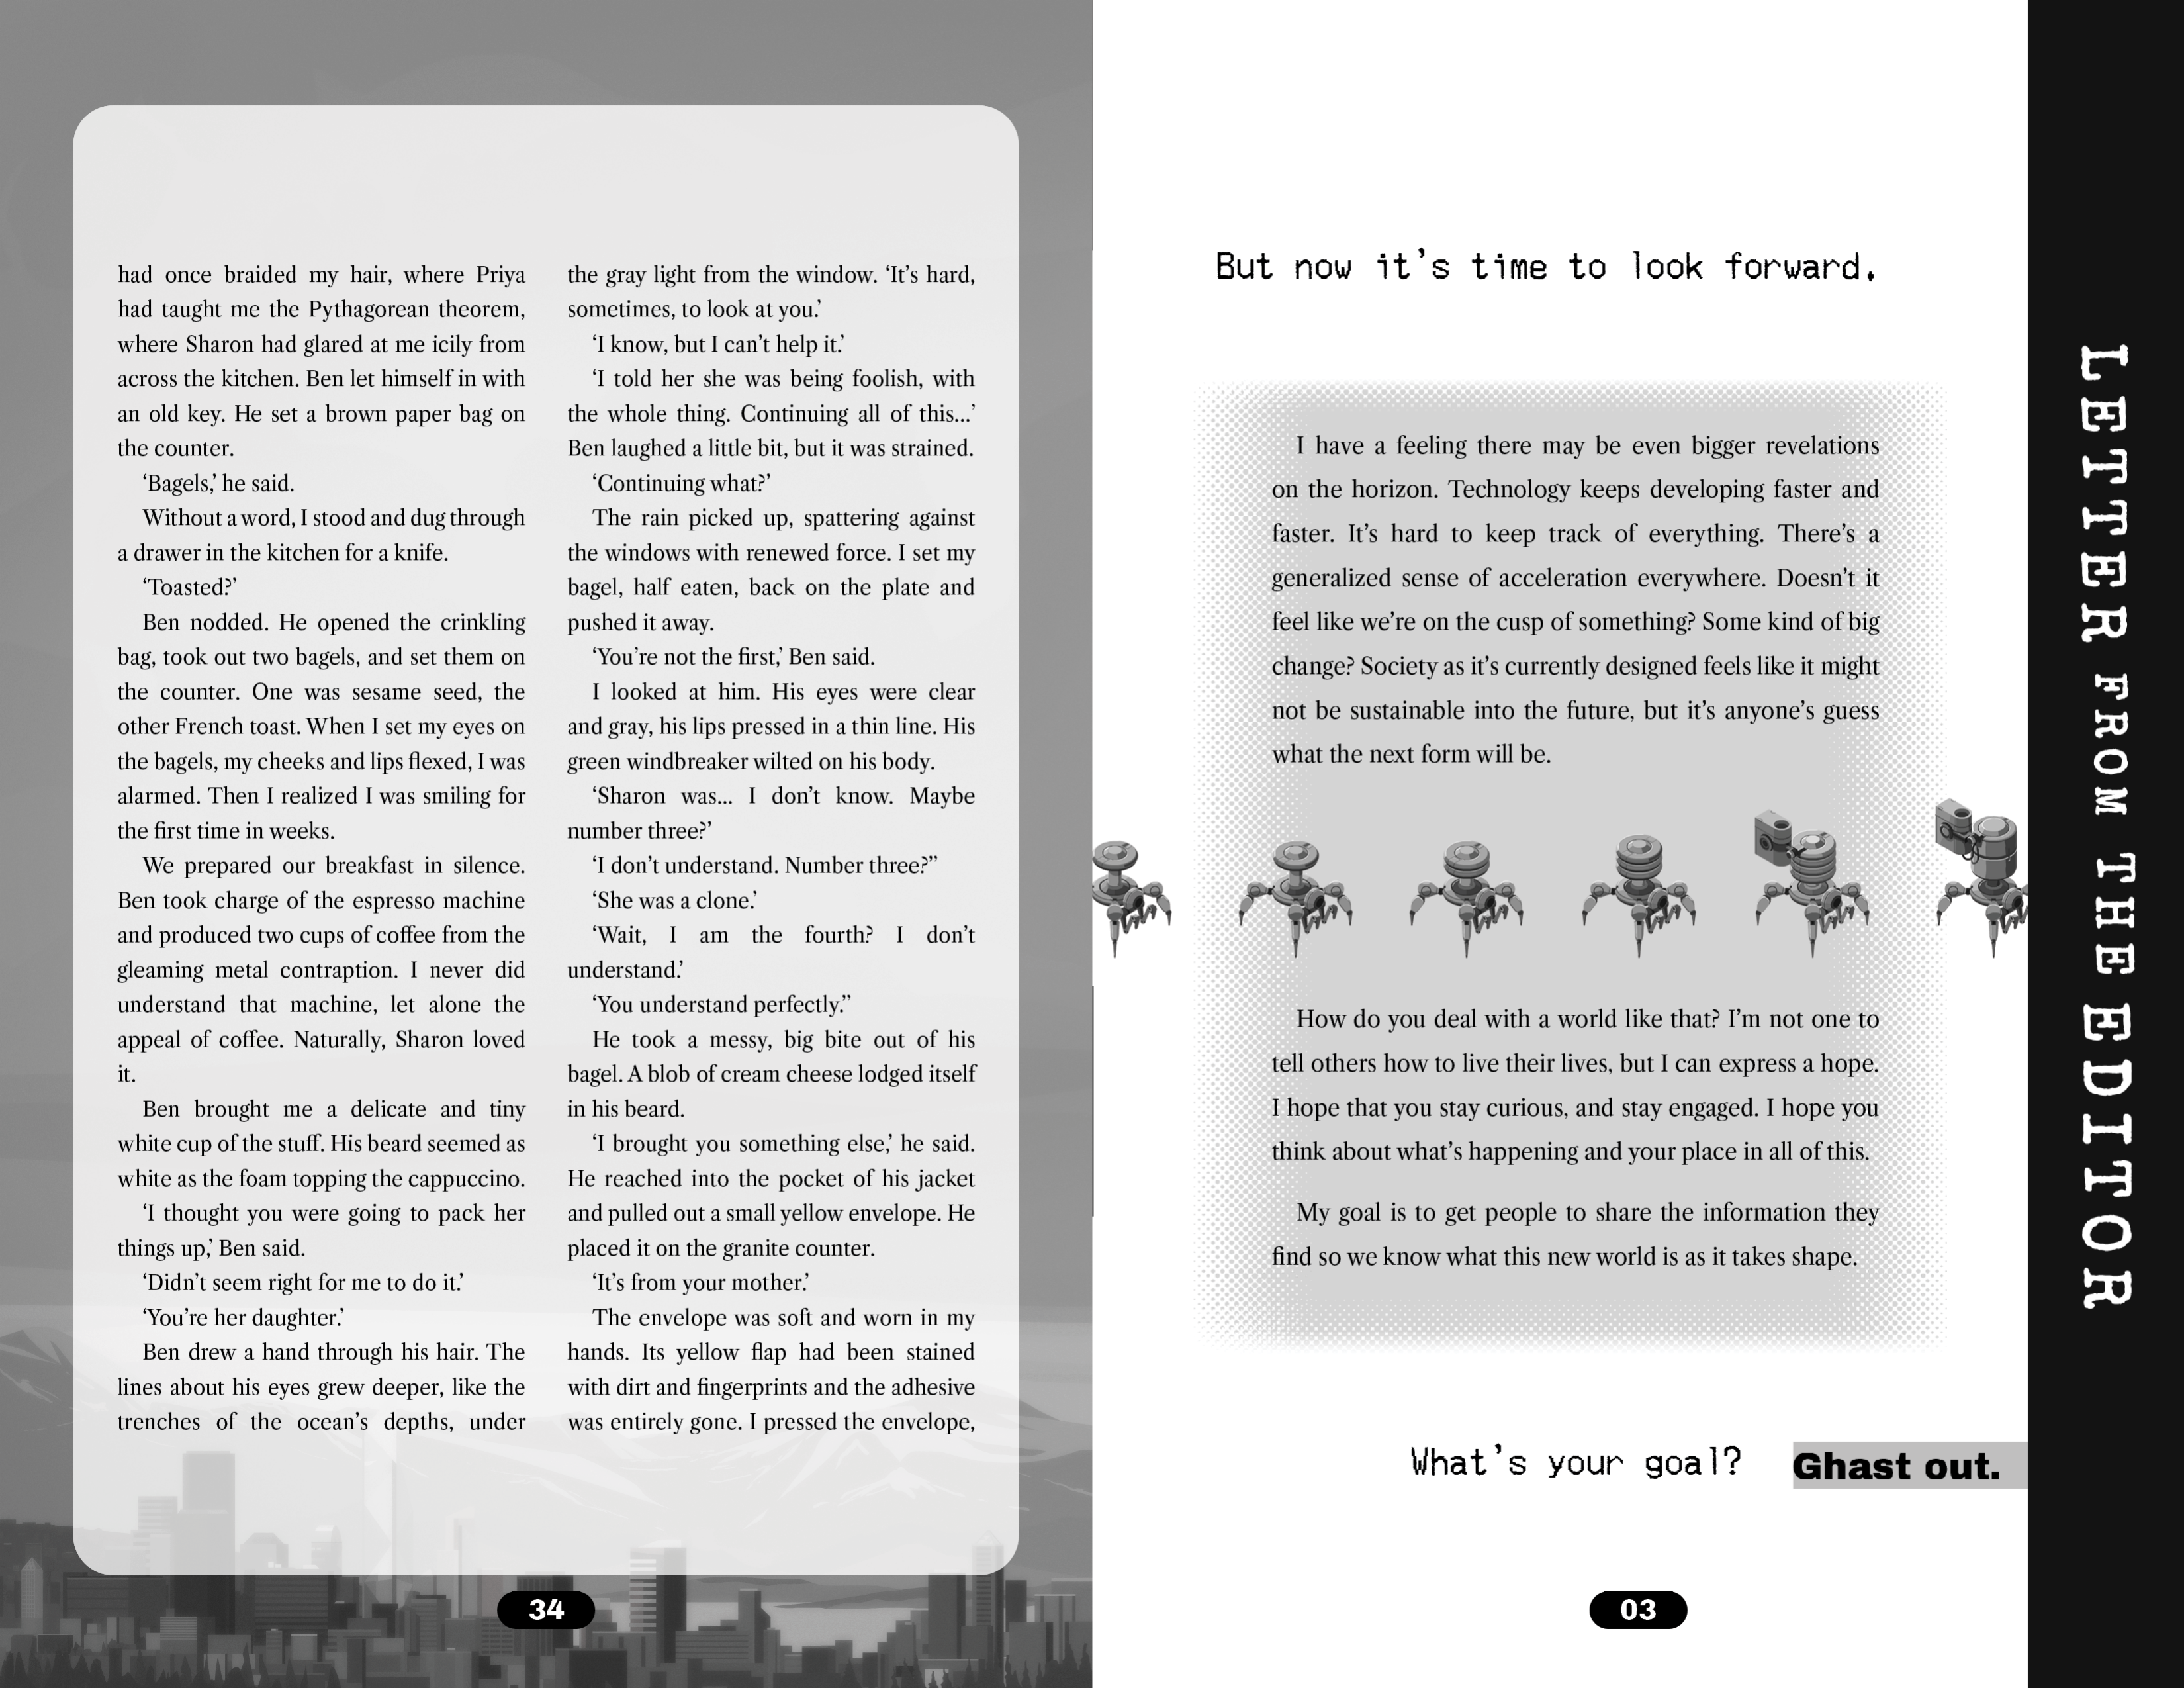 had once braided my hair, where Priya
had taught me the Pythagorean theorem,
where Sharon had glared at me icily from
across the kitchen. Ben let himself in with
an old key. He set a brown paper bag on
the counter.
‘Bagels,’ he said.
Without a word, I stood and dug through
a drawer in the kitchen for a knife.
‘Toasted?’
Ben nodded. He opened the crinkling
bag, took out two bagels, and set them on
the counter. One was sesame seed, the
other French toast. When I set my eyes on
the bagels, my cheeks and lips flexed, I was
alarmed. Then I realized I was smiling for
the first time in weeks.
We prepared our breakfast in silence.
Ben took charge of the espresso machine
and produced two cups of coffee from the
gleaming metal contraption. I never did
understand that machine, let alone the
appeal of coffee. Naturally, Sharon loved
it.
Ben brought me a delicate and tiny
white cup of the stuff. His beard seemed as
white as the foam topping the cappuccino.
‘I thought you were going to pack her
things up,’ Ben said.
‘Didn’t seem right for me to do it.’
‘You’re her daughter.’
Ben drew a hand through his hair. The
lines about his eyes grew deeper, like the
trenches of the ocean’s depths, under
the gray light from the window. ‘It’s hard,
sometimes, to look at you.’
‘I know, but I can’t help it.’
‘I told her she was being foolish, with
the whole thing. Continuing all of this...’
Ben laughed a little bit, but it was strained.
‘Continuing what?’
The rain picked up, spattering against
the windows with renewed force. I set my
bagel, half eaten, back on the plate and
pushed it away.
‘You’re not the first,’ Ben said.
I looked at him. His eyes were clear
and gray, his lips pressed in a thin line. His
green windbreaker wilted on his body.
‘Sharon was... I don’t know. Maybe
number three?’
‘I don’t understand. Number three?”
‘She was a clone.’
‘Wait, I am the fourth? I don’t
understand.’
‘You understand perfectly.”
He took a messy, big bite out of his
bagel. A blob of cream cheese lodged itself
in his beard.
‘I brought you something else,’ he said.
He reached into the pocket of his jacket
and pulled out a small yellow envelope. He
placed it on the granite counter.
‘It’s from your mother.’
The envelope was soft and worn in my
hands. Its yellow flap had been stained
with dirt and fingerprints and the adhesive
was entirely gone. I pressed the envelope,
34
But now it’s time to look forward.
I have a feeling there may be even bigger revelations
on the horizon. Technology keeps developing faster and
faster. It’s hard to keep track of everything. There’s a
generalized sense of acceleration everywhere. Doesn’t it
feel like we’re on the cusp of something? Some kind of big
change? Society as it’s currently designed feels like it might
not be sustainable into the future, but it’s anyone’s guess
what the next form will be.
How do you deal with a world like that? I’m not one to
tell others how to live their lives, but I can express a hope.
I hope that you stay curious, and stay engaged. I hope you
think about what’s happening and your place in all of this.
My goal is to get people to share the information they
find so we know what this new world is as it takes shape.
What’s your goal?
Ghast out.
03
LETTER FROM THE EDITOR